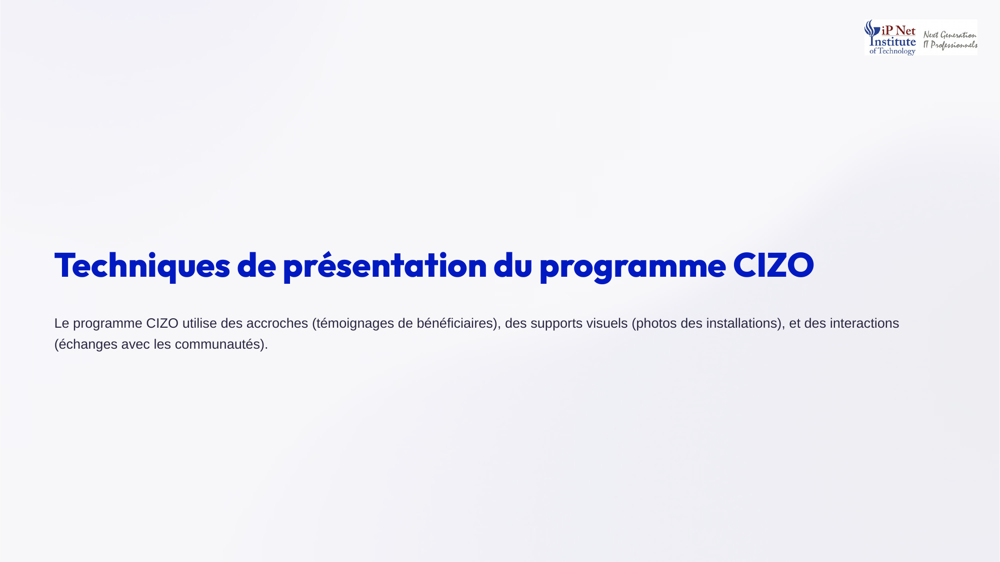 iP Net
Institute
of Technology
Next Generation
IT Professionnels
Techniques de présentation du programme CIZO
Le programme CIZO utilise des accroches (témoignages de bénéficiaires), des supports visuels (photos des installations), et des interactions
(échanges avec les communautés).